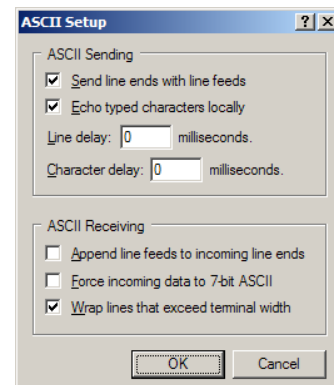 ASCII Setup
ASCII Sending
Send line ends with line feeds
Echo typed characters locally
Line delay: 0 milliseconds.
Character delay: 0 milliseconds.
ASCII Receiving
Append line feeds to incoming line ends
Force incoming data to 7-bit ASCII
Wrap lines that exceed terminal width
OK Cancel